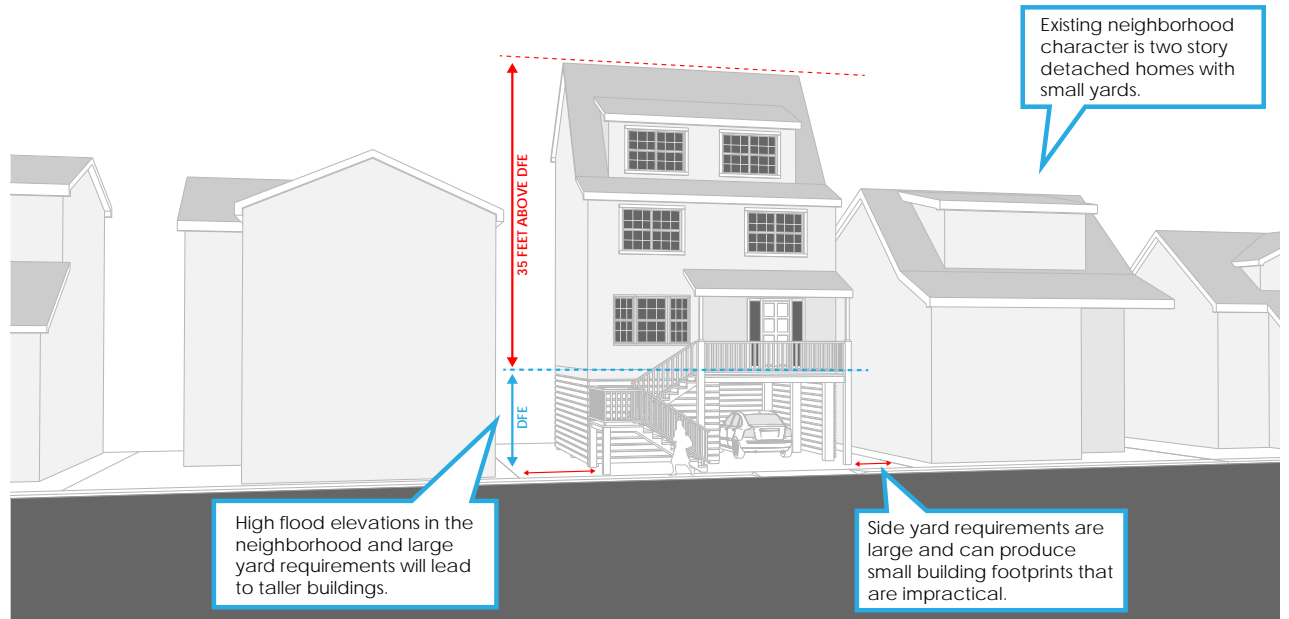 Existing neighborhood
character is two story
detached homes with
small yards.
35 FEET ABOVE DFE
DFE
High flood elevations in the
neighborhood and large
yard requirements will lead
to taller buildings.
Side yard requirements are
large and can produce
small building footprints that
are impractical.